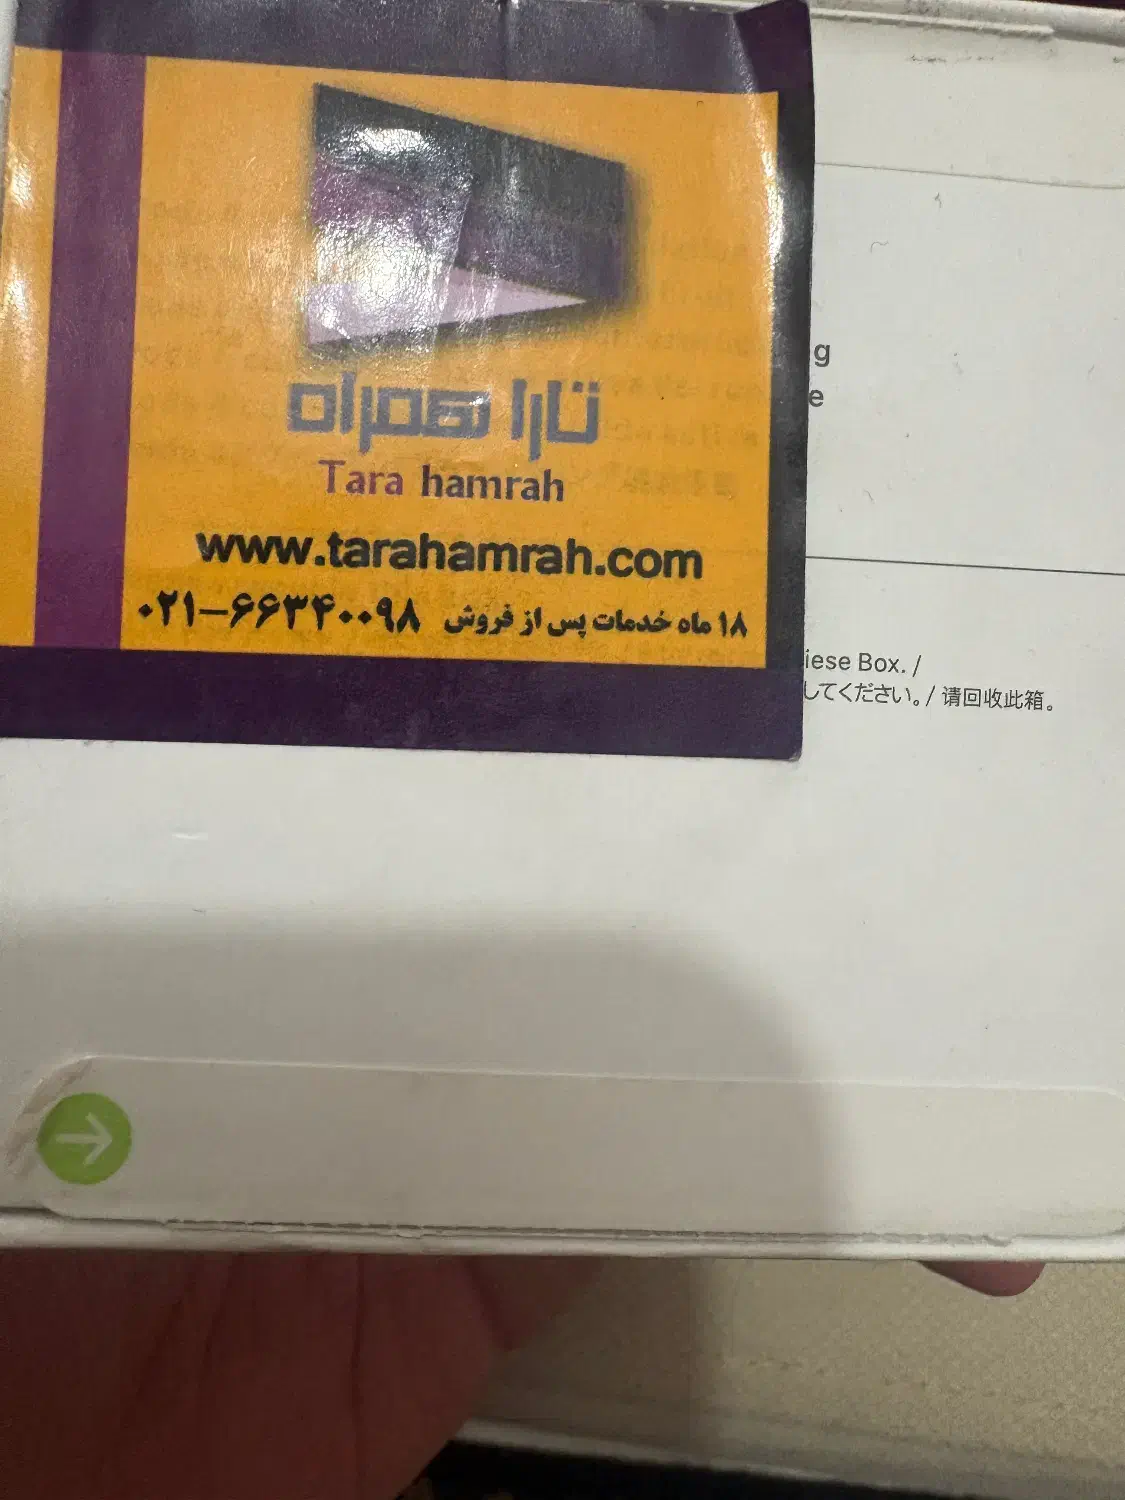 تارا همراه
Tara hamrah
www.tarahamrah.com
۱۸ ماه خدمات پس از فروش ۰۲۱-۶۶۳۴۰۰۹۸
g
e
iese Box. /
してください。/ 请回收此箱。